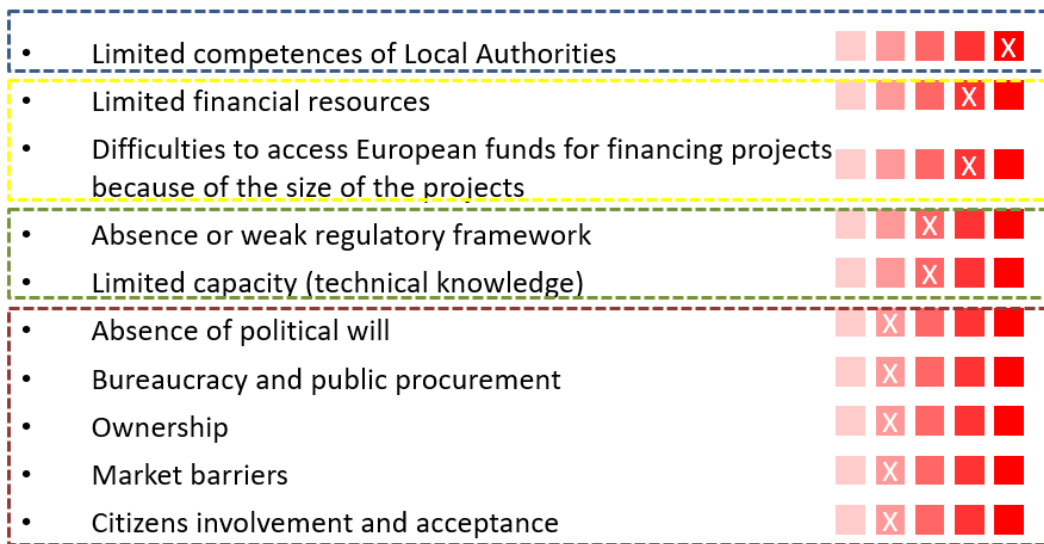 • Limited competences of Local Authorities X
• Limited financial resources X
• Difficulties to access European funds for financing projects X
because of the size of the projects
• Absence or weak regulatory framework X
• Limited capacity (technical knowledge) X
• Absence of political will X
• Bureaucracy and public procurement X
• Ownership X
• Market barriers X
• Citizens involvement and acceptance X